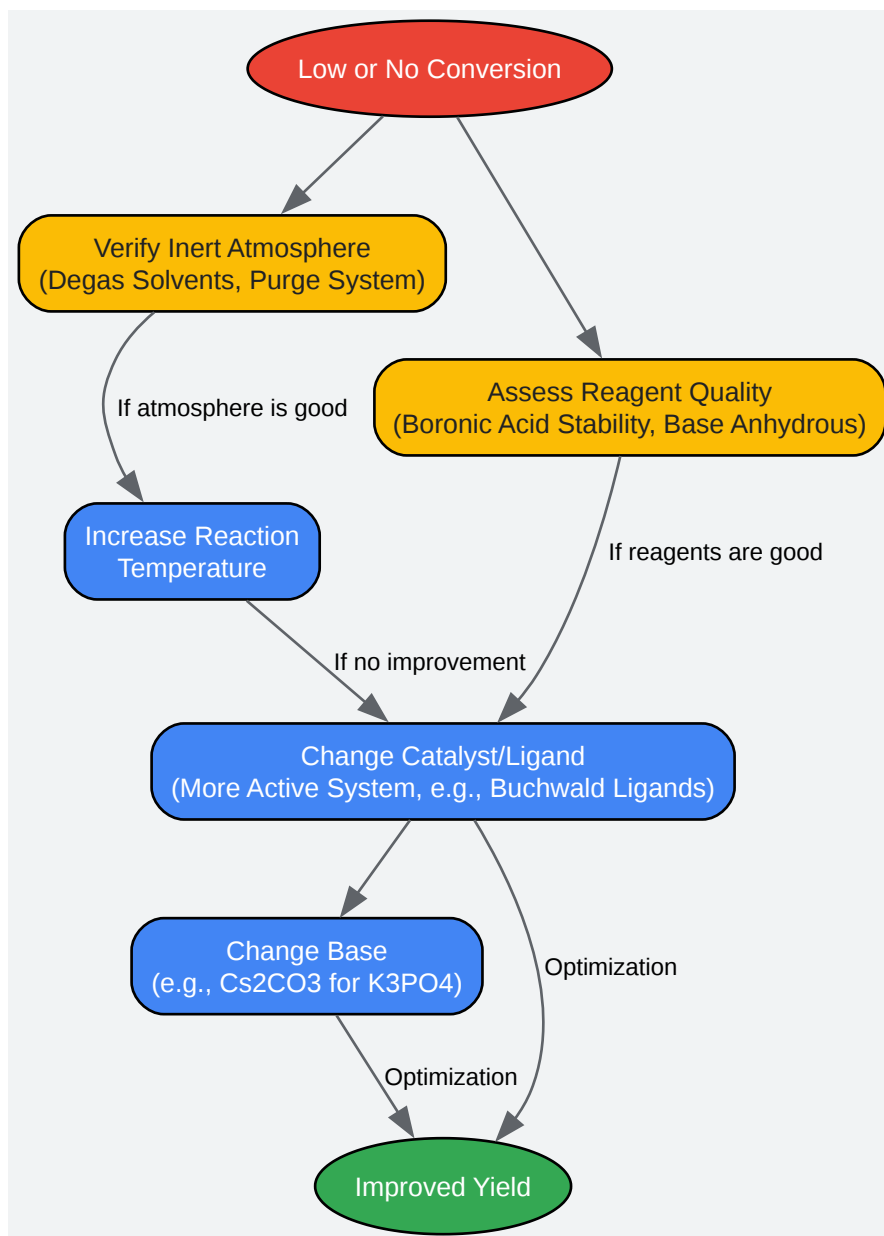 Low or No Conversion
Verify Inert Atmosphere
(Degas Solvents, Purge System)
Assess Reagent Quality
(Boronic Acid Stability, Base Anhydrous)
If atmosphere is good
Increase Reaction
Temperature
If reagents are good
If no improvement
Change Catalyst/Ligand
(More Active System, e.g., Buchwald Ligands)
Change Base
(e.g., Cs2CO3 for K3PO4)
Optimization
Optimization
Improved Yield